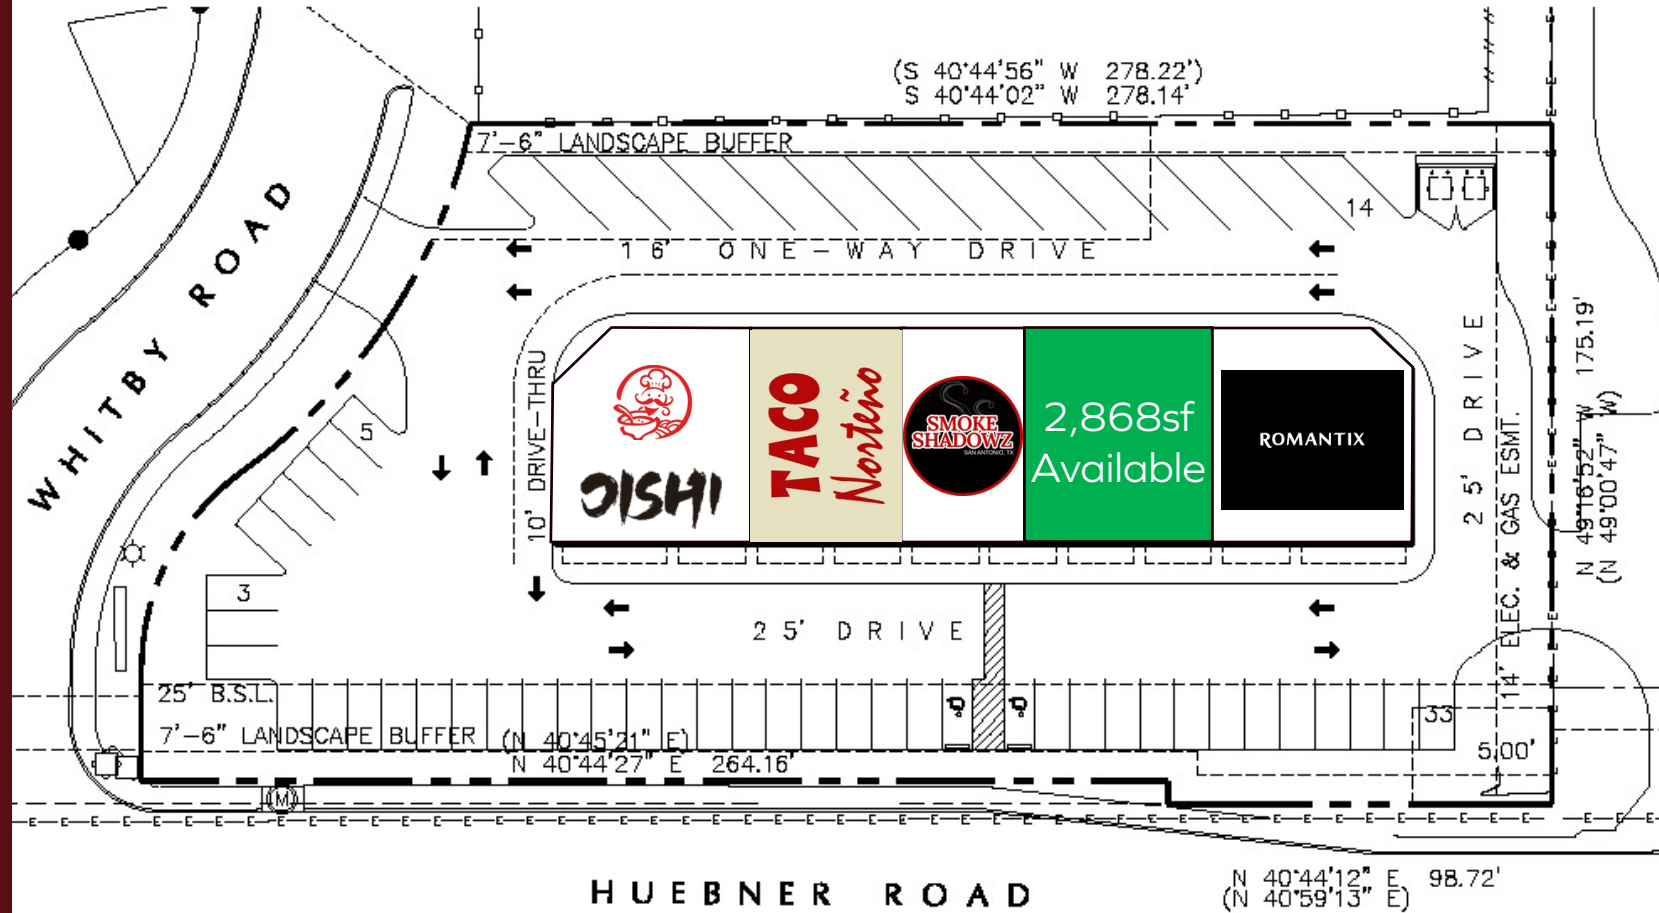 (S 40°44'56" W 278.22')
S 40°44'02" W 278.14'
7'-6" LANDSCAPE BUFFER
14
16' ONE-WAY DRIVE
WHITBY ROAD
5
3
10' DRIVE-THRU
OISHI
TACO
Norteño
SMOKE
SHADOWZ
SAN ANTONIO, TX
2,868sf
Available
ROMANTIX
25' DRIVE
14' ELEC. & GAS ESMT.
N 49°16'52" W 175.19'
(N 49°00'47" W)
25' DRIVE
25' B.S.L.
33
7'-6" LANDSCAPE BUFFER
(N 40°45'21" E)
N 40°44'27" E 264.16'
5.00'
M
E E E E E E E E E E E E E E E E E E E E E E E E E
HUEBNER ROAD
N 40°44'12" E 98.72'
(N 40°59'13" E)